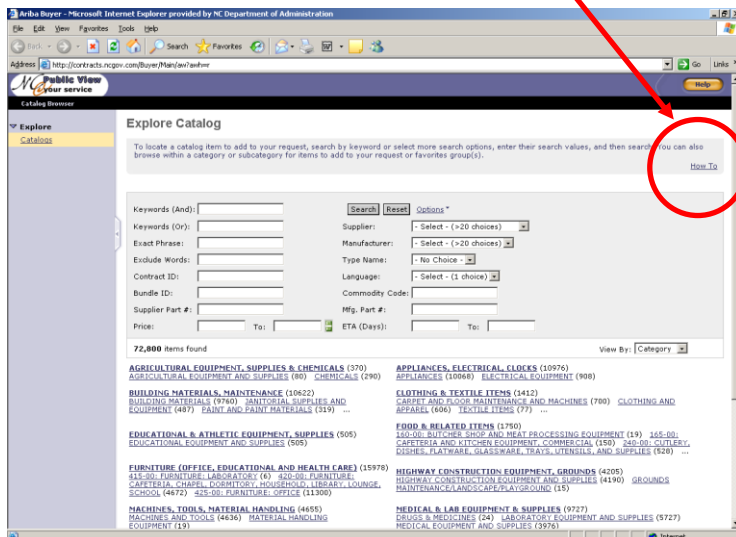 Ariba Buyer - Microsoft Internet Explorer provided by NC Department of Administration
File Edit View Favorites Tools Help
Back Search Favorites
Address http://contracts.ncgov.com/Buyer/Main/aw?awh=r Go Links
NC Public View
@your service
Help
Catalog Browser
Explore
Catalogs
Explore Catalog
To locate a catalog item to add to your request, search by keyword or select more search options, enter their search values, and then search. You can also
browse within a category or subcategory for items to add to your request or favorites group(s).
How To
Keywords (And): Search Reset Options
Keywords (Or): Supplier: - Select - (>20 choices)
Exact Phrase: Manufacturer: - Select - (>20 choices)
Exclude Words: Type Name: - No Choice -
Contract ID: Language: - Select - (1 choice)
Bundle ID: Commodity Code:
Supplier Part #: Mfg. Part #:
Price: To: ETA (Days): To:
72,800 items found View By: Category
AGRICULTURAL EQUIPMENT, SUPPLIES & CHEMICALS (370)
AGRICULTURAL EQUIPMENT AND SUPPLIES (80) CHEMICALS (290)
APPLIANCES, ELECTRICAL, CLOCKS (10976)
APPLIANCES (10068) ELECTRICAL EQUIPMENT (908)
BUILDING MATERIALS, MAINTENANCE (10622)
BUILDING MATERIALS (9760) JANITORIAL SUPPLIES AND
EQUIPMENT (487) PAINT AND PAINT MATERIALS (319) ...
CLOTHING & TEXTILE ITEMS (1412)
CARPET AND FLOOR MAINTENANCE AND MACHINES (700) CLOTHING AND
APPAREL (606) TEXTILE ITEMS (77) ...
EDUCATIONAL & ATHLETIC EQUIPMENT, SUPPLIES (505)
EDUCATIONAL EQUIPMENT AND SUPPLIES (505)
FOOD & RELATED ITEMS (1750)
160-00: BUTCHER SHOP AND MEAT PROCESSING EQUIPMENT (19) 165-00:
CAFETERIA AND KITCHEN EQUIPMENT, COMMERCIAL (150) 240-00: CUTLERY,
DISHES, FLATWARE, GLASSWARE, TRAYS, UTENSILS, AND SUPPLIES (528) ...
FURNITURE (OFFICE, EDUCATIONAL AND HEALTH CARE) (15978)
415-00: FURNITURE: LABORATORY (6) 420-00: FURNITURE:
CAFETERIA, CHAPEL, DORMITORY, HOUSEHOLD, LIBRARY, LOUNGE,
SCHOOL (4672) 425-00: FURNITURE: OFFICE (11300)
HIGHWAY CONSTRUCTION EQUIPMENT, GROUNDS (4205)
HIGHWAY CONSTRUCTION EQUIPMENT AND SUPPLIES (4190) GROUNDS
MAINTENANCE/LANDSCAPE/PLAYGROUND (15)
MACHINES, TOOLS, MATERIAL HANDLING (4655)
MACHINES AND TOOLS (4636) MATERIAL HANDLING
EQUIPMENT (19)
MEDICAL & LAB EQUIPMENT & SUPPLIES (9727)
DRUGS & MEDICINES (24) LABORATORY EQUIPMENT AND SUPPLIES (5727)
MEDICAL EQUIPMENT AND SUPPLIES (3976)
Internet